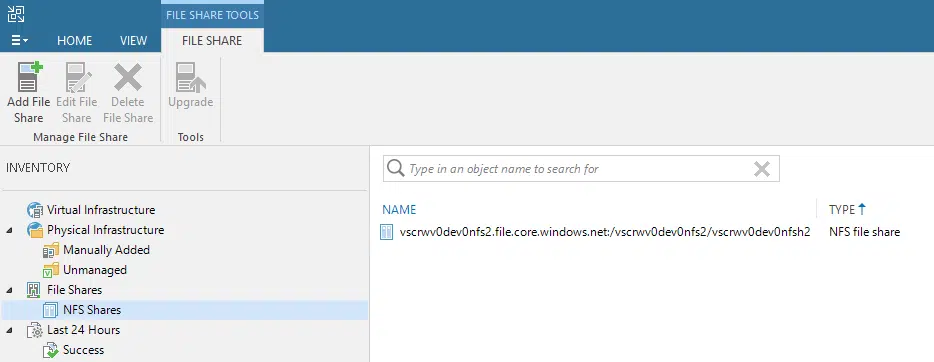 FILE SHARE TOOLS
HOME VIEW FILE SHARE
Add File Share
Edit File Share
Delete File Share
Upgrade
Manage File Share
Tools
INVENTORY
Virtual Infrastructure
Physical Infrastructure
Manually Added
Unmanaged
File Shares
NFS Shares
Last 24 Hours
Success
Type in an object name to search for
NAME TYPE
vscrwv0dev0nfs2.file.core.windows.net:/vscrwv0dev0nfs2/vscrwv0dev0nfsh2 NFS file share